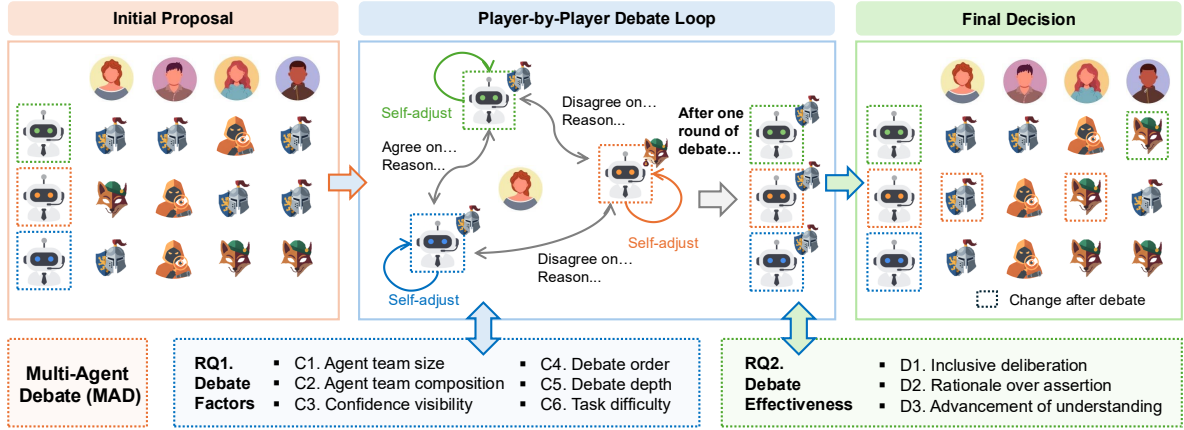 Initial Proposal
Player-by-Player Debate Loop
Final Decision
Self-adjust
Disagree on…
Reason...
Agree on…
Reason...
After one
round of
debate…
Self-adjust
Disagree on…
Reason...
Self-adjust
Change after debate
Multi-Agent
Debate (MAD)
RQ1.
Debate
Factors
▪ C1. Agent team size
▪ C2. Agent team composition
▪ C3. Confidence visibility
▪ C4. Debate order
▪ C5. Debate depth
▪ C6. Task difficulty
RQ2.
Debate
Effectiveness
▪ D1. Inclusive deliberation
▪ D2. Rationale over assertion
▪ D3. Advancement of understanding